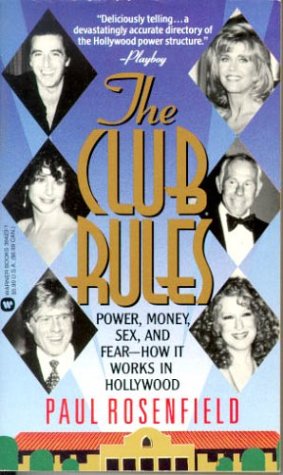 "Deliciously telling...a
devastatingly accurate directory of
the Hollywood power structure."
—Playboy
The
CLUB
RULES
POWER, MONEY,
SEX, AND
FEAR—HOW IT
WORKS IN
HOLLYWOOD
PAUL ROSENFIELD
WARNER BOOKS